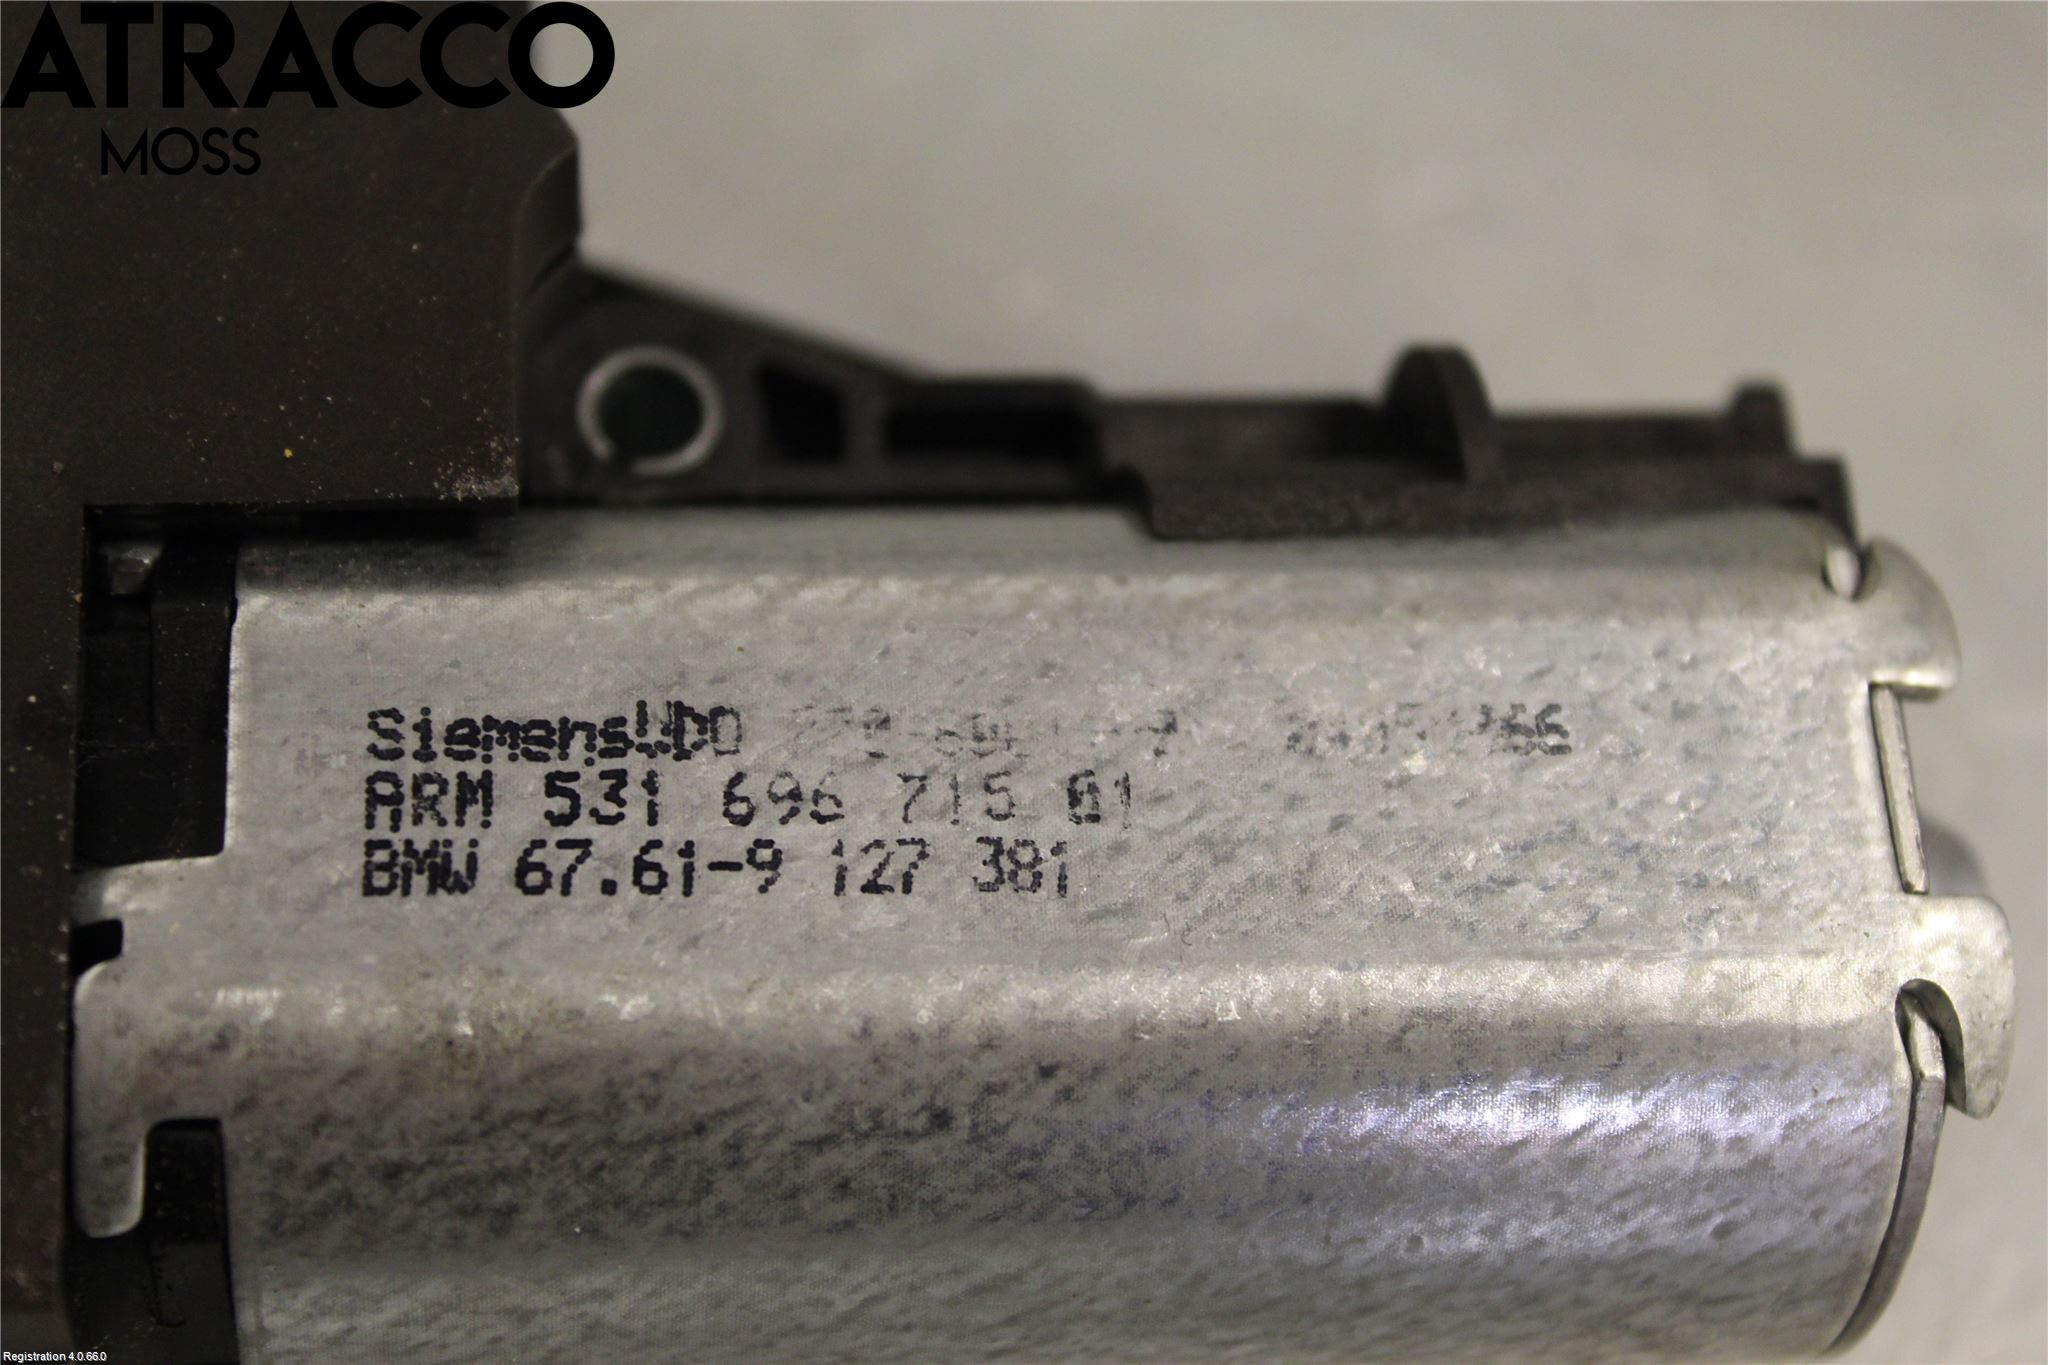 ATRACCO
MOSS
SiemensVDO
ARM 531 696 715 01
BMW 67.61-9 127 381
Registration 4.0.66.0